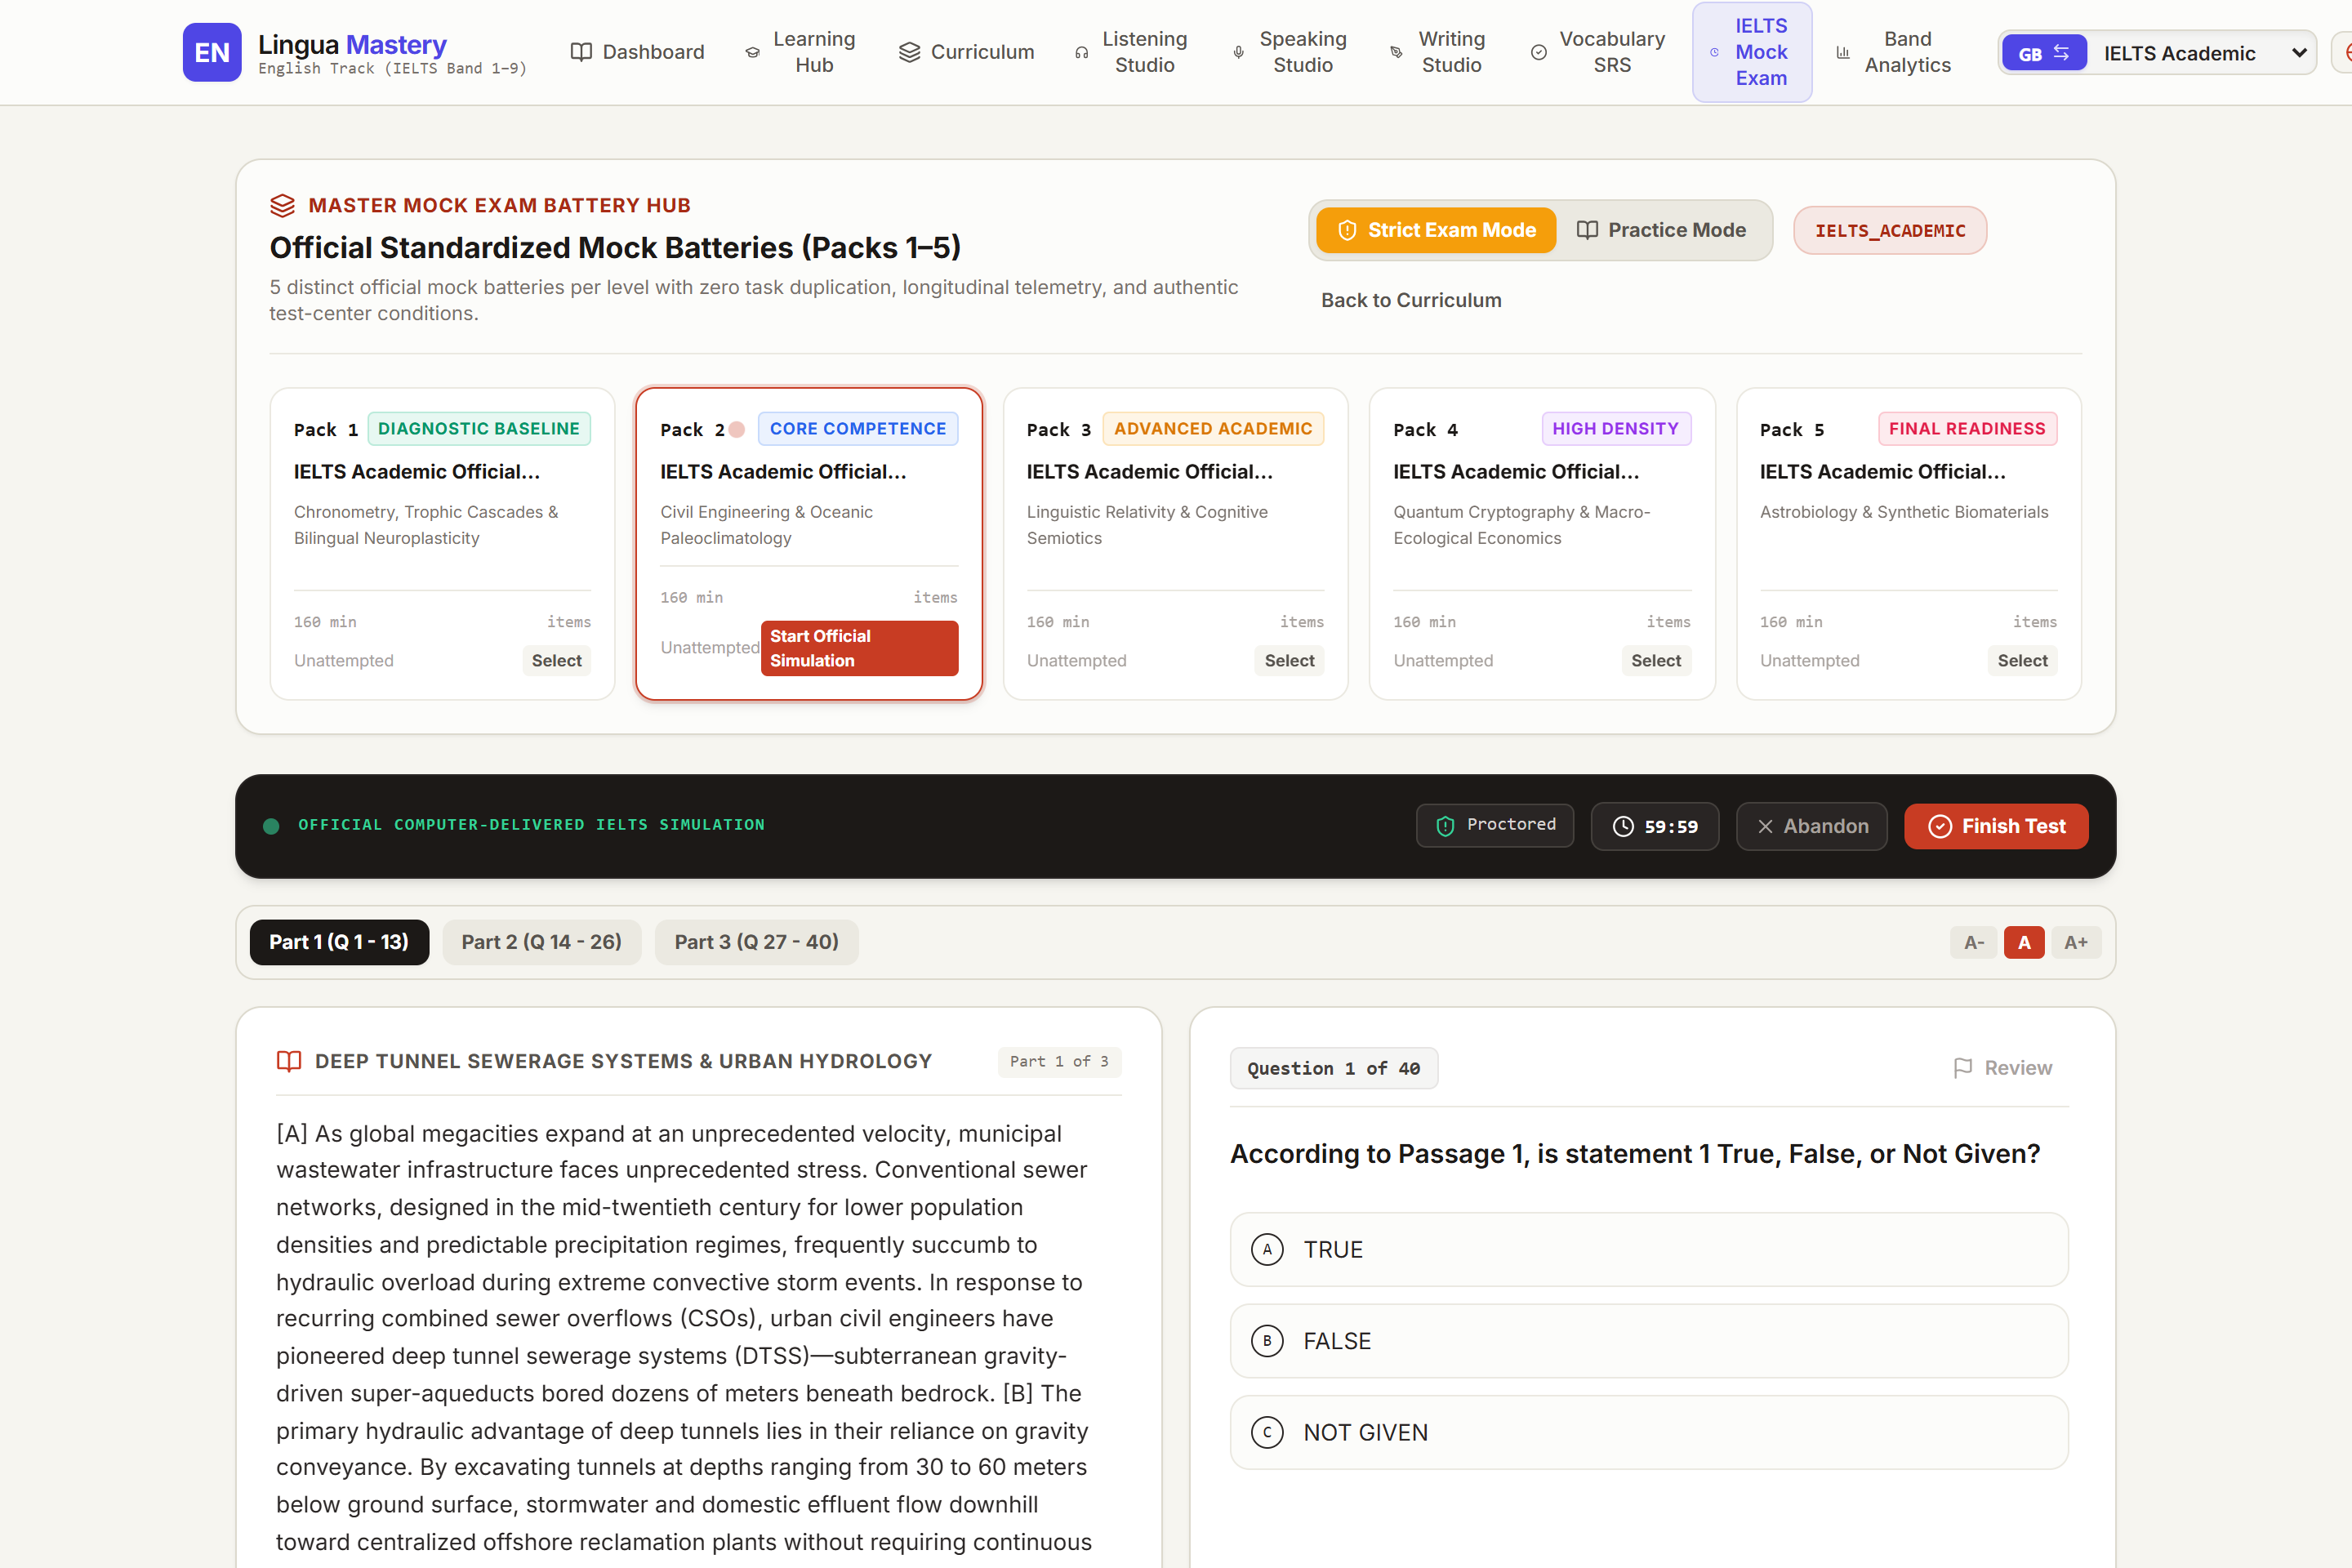 EN
Lingua Mastery
English Track (IELTS Band 1–9)
Dashboard
Learning
Hub
Curriculum
Listening
Studio
Speaking
Studio
Writing
Studio
Vocabulary
SRS
IELTS
Mock
Exam
Band
Analytics
GB
IELTS Academic
MASTER MOCK EXAM BATTERY HUB
Official Standardized Mock Batteries (Packs 1–5)
5 distinct official mock batteries per level with zero task duplication, longitudinal telemetry, and authentic
test-center conditions.
Strict Exam Mode
Practice Mode
IELTS_ACADEMIC
Back to Curriculum
Pack 1
DIAGNOSTIC BASELINE
IELTS Academic Official...
Chronometry, Trophic Cascades &
Bilingual Neuroplasticity
160 min
items
Unattempted
Select
Pack 2
CORE COMPETENCE
IELTS Academic Official...
Civil Engineering & Oceanic
Paleoclimatology
160 min
items
Unattempted
Start Official
Simulation
Pack 3
ADVANCED ACADEMIC
IELTS Academic Official...
Linguistic Relativity & Cognitive
Semiotics
160 min
items
Unattempted
Select
Pack 4
HIGH DENSITY
IELTS Academic Official...
Quantum Cryptography & Macro-
Ecological Economics
160 min
items
Unattempted
Select
Pack 5
FINAL READINESS
IELTS Academic Official...
Astrobiology & Synthetic Biomaterials
160 min
items
Unattempted
Select
OFFICIAL COMPUTER-DELIVERED IELTS SIMULATION
Proctored
59:59
Abandon
Finish Test
Part 1 (Q 1 - 13)
Part 2 (Q 14 - 26)
Part 3 (Q 27 - 40)
A-
A
A+
DEEP TUNNEL SEWERAGE SYSTEMS & URBAN HYDROLOGY
Part 1 of 3
[A] As global megacities expand at an unprecedented velocity, municipal
wastewater infrastructure faces unprecedented stress. Conventional sewer
networks, designed in the mid-twentieth century for lower population
densities and predictable precipitation regimes, frequently succumb to
hydraulic overload during extreme convective storm events. In response to
recurring combined sewer overflows (CSOs), urban civil engineers have
pioneered deep tunnel sewerage systems (DTSS)—subterranean gravity-
driven super-aqueducts bored dozens of meters beneath bedrock. [B] The
primary hydraulic advantage of deep tunnels lies in their reliance on gravity
conveyance. By excavating tunnels at depths ranging from 30 to 60 meters
below ground surface, stormwater and domestic effluent flow downhill
toward centralized offshore reclamation plants without requiring continuous
Question 1 of 40
Review
According to Passage 1, is statement 1 True, False, or Not Given?
A
TRUE
B
FALSE
C
NOT GIVEN